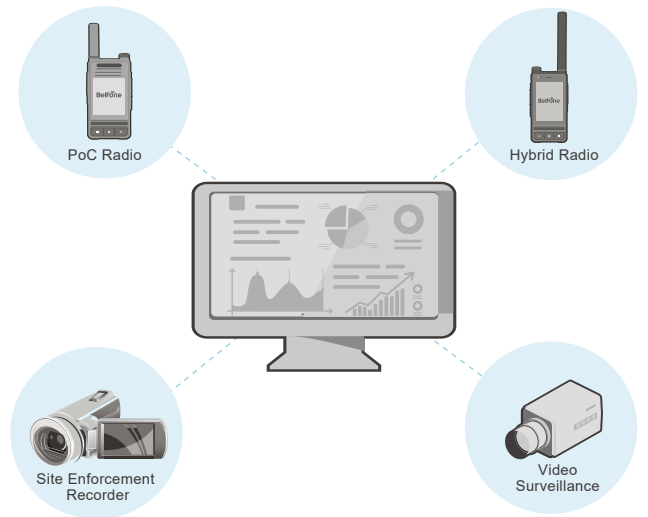 BelFone
PoC Radio
BelFone
Hybrid Radio
Site Enforcement
Recorder
Video
Surveillance